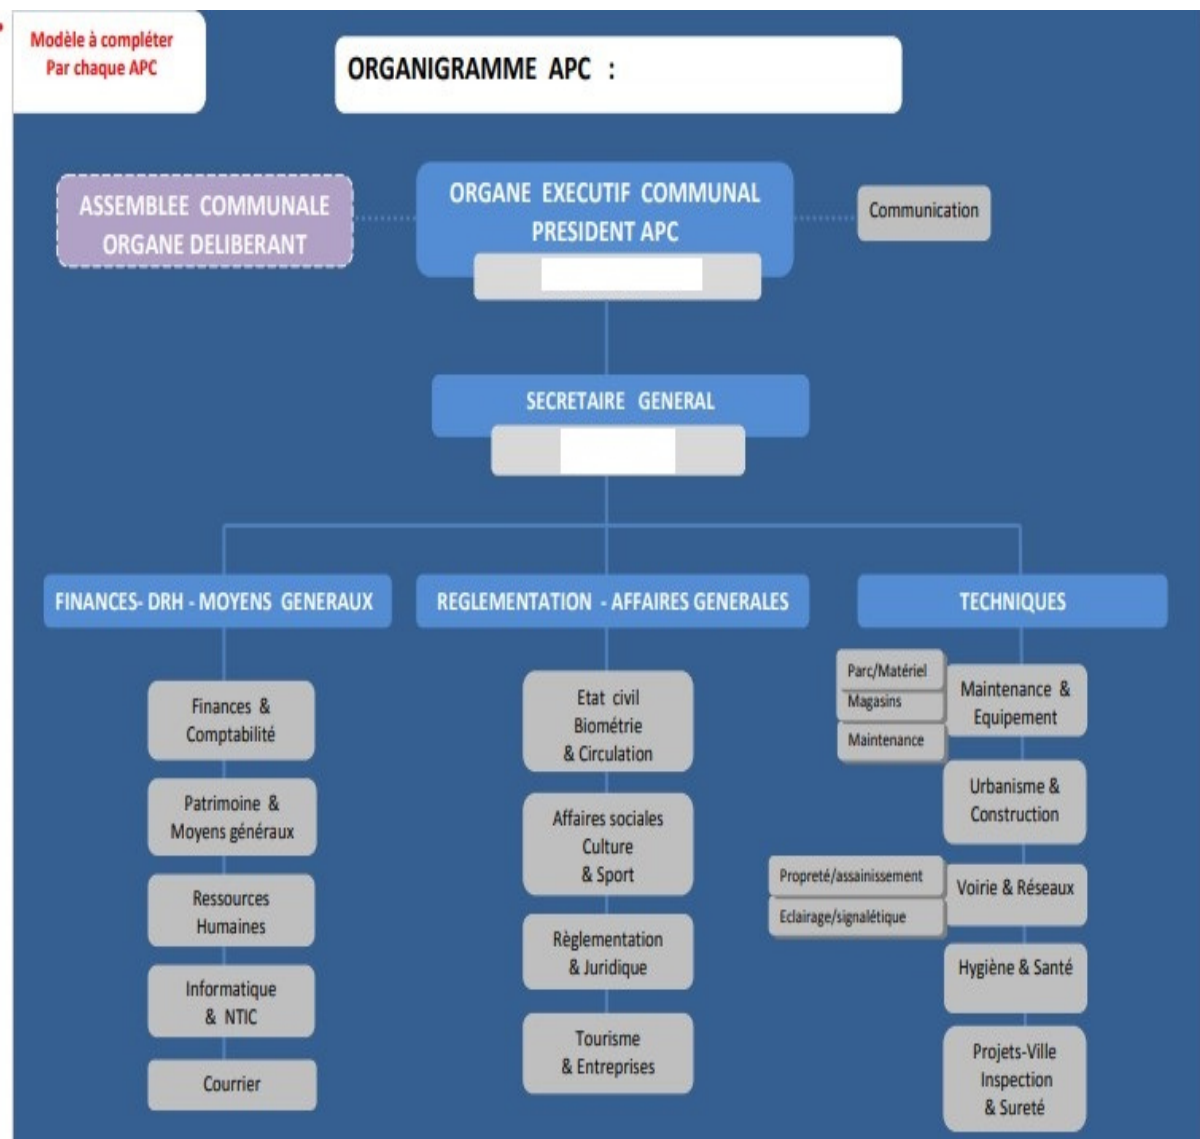 Modèle à compléter
Par chaque APC
ORGANIGRAMME APC :
ASSEMBLEE COMMUNALE
ORGANE DELIBERANT
ORGANE EXECUTIF COMMUNAL
PRESIDENT APC
Communication
SECRETAIRE GENERAL
FINANCES- DRH - MOYENS GENERAUX
Finances &
Comptabilité
Patrimoine &
Moyens généraux
Ressources
Humaines
Informatique
& NTIC
Courrier
REGLEMENTATION - AFFAIRES GENERALES
Etat civil
Biométrie
& Circulation
Affaires sociales
Culture
& Sport
Règlementation
& Juridique
Tourisme
& Entreprises
TECHNIQUES
Parc/Matériel
Magasins
Maintenance
Maintenance &
Equipement
Urbanisme &
Construction
Propreté/assainissement
Eclairage/signalétique
Voirie & Réseaux
Hygiène & Santé
Projets-Ville
Inspection
& Sureté